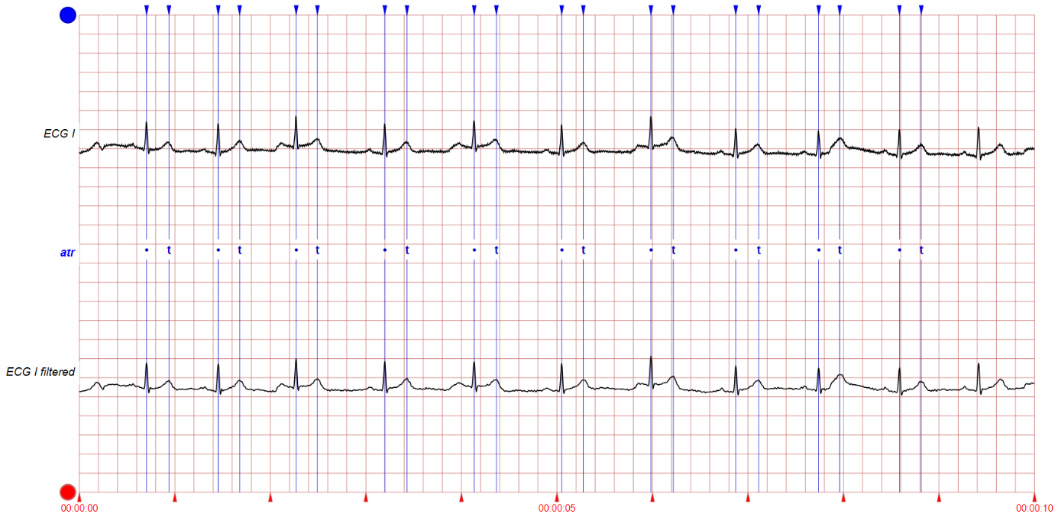 ECG I
atr • t • t • t • t • t • t • t • t • t • t
ECG I filtered
00:00:00 00:00:05 00:00:10